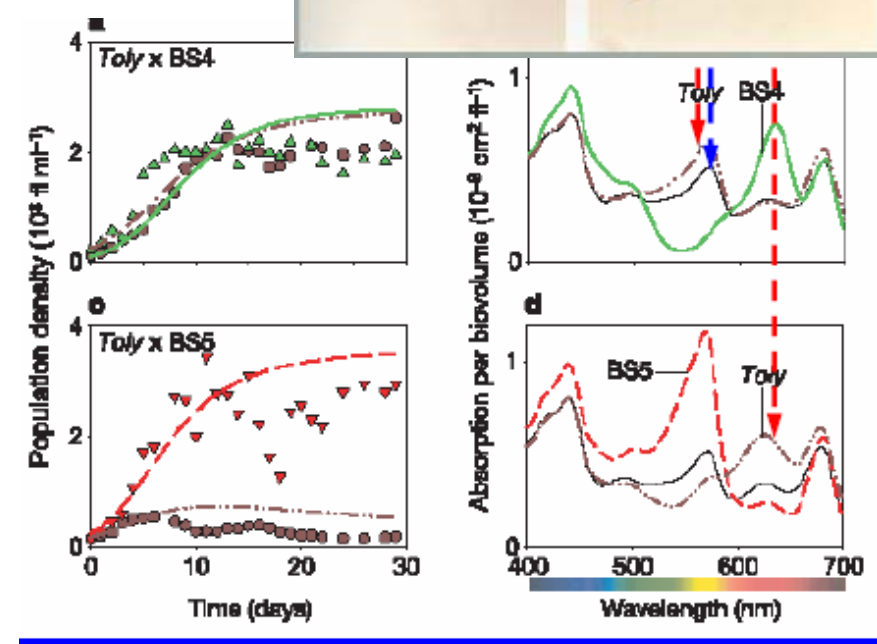 a
4
Toly x BS4
2
0
Population density (10⁸ fl ml⁻¹)
1
Toly BS4
0
Absorption per biovolume (10⁻⁸ cm² fl⁻¹)
c
4
Toly x BS5
2
0
0 10 20 30
Time (days)
d
1
BS5
Toly
0
400 500 600 700
Wavelength (nm)